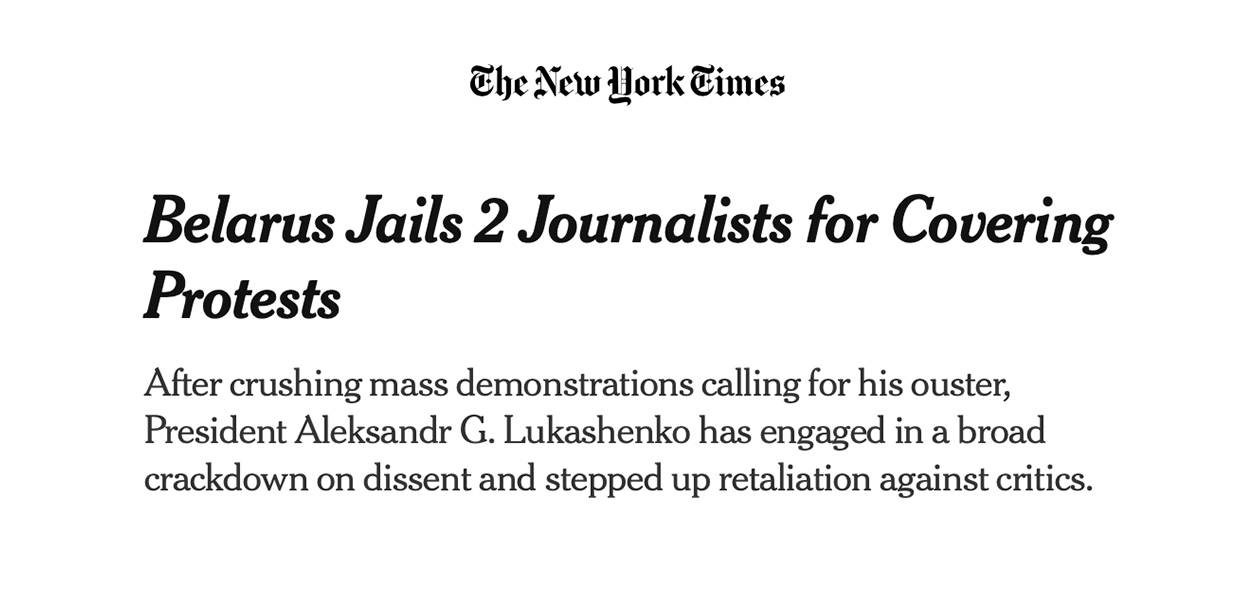 The New York Times
Belarus Jails 2 Journalists for Covering
Protests
After crushing mass demonstrations calling for his ouster,
President Aleksandr G. Lukashenko has engaged in a broad
crackdown on dissent and stepped up retaliation against critics.